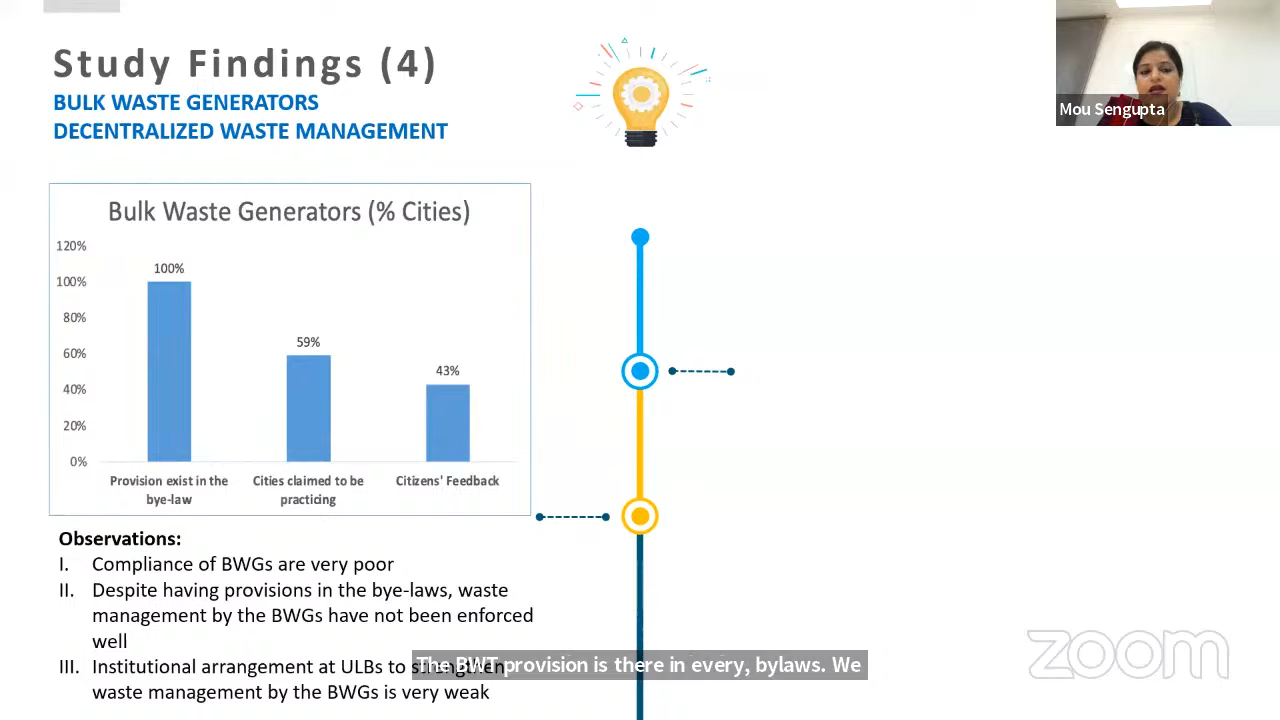 Study Findings (4)
BULK WASTE GENERATORS
DECENTRALIZED WASTE MANAGEMENT
Mou Sengupta
Bulk Waste Generators (% Cities)
120%
100%
80%
60%
40%
20%
0%
100%
59%
43%
Provision exist in the
bye-law
Cities claimed to be
practicing
Citizens' Feedback
Observations:
I. Compliance of BWGs are very poor
II. Despite having provisions in the bye-laws, waste
management by the BWGs have not been enforced
well
III. Institutional arrangement at ULBs to strengthen
waste management by the BWGs is very weak
The BWT provision is there in every, bylaws. We
zoom